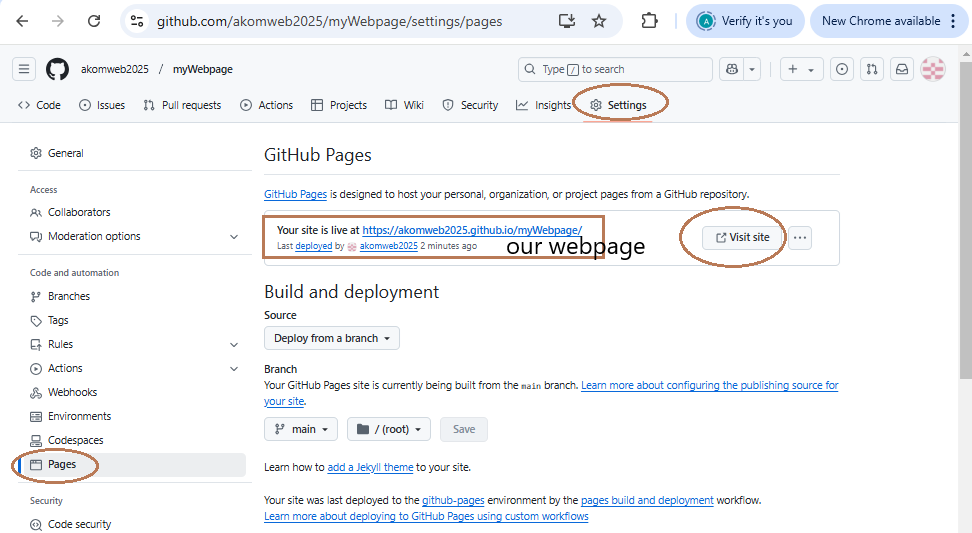 github.com/akomweb2025/myWebpage/settings/pages
Verify it's you
New Chrome available
akomweb2025 / myWebpage
Type / to search
Code
Issues
Pull requests
Actions
Projects
Wiki
Security
Insights
Settings
General
Access
Collaborators
Moderation options
Code and automation
Branches
Tags
Rules
Actions
Webhooks
Environments
Codespaces
Pages
Security
Code security
GitHub Pages
GitHub Pages is designed to host your personal, organization, or project pages from a GitHub repository.
Your site is live at https://akomweb2025.github.io/myWebpage/
Last deployed by akomweb2025 2 minutes ago
our webpage
Visit site
Build and deployment
Source
Deploy from a branch
Branch
Your GitHub Pages site is currently being built from the main branch. Learn more about configuring the publishing source for
your site.
main
/ (root)
Save
Learn how to add a Jekyll theme to your site.
Your site was last deployed to the github-pages environment by the pages build and deployment workflow.
Learn more about deploying to GitHub Pages using custom workflows